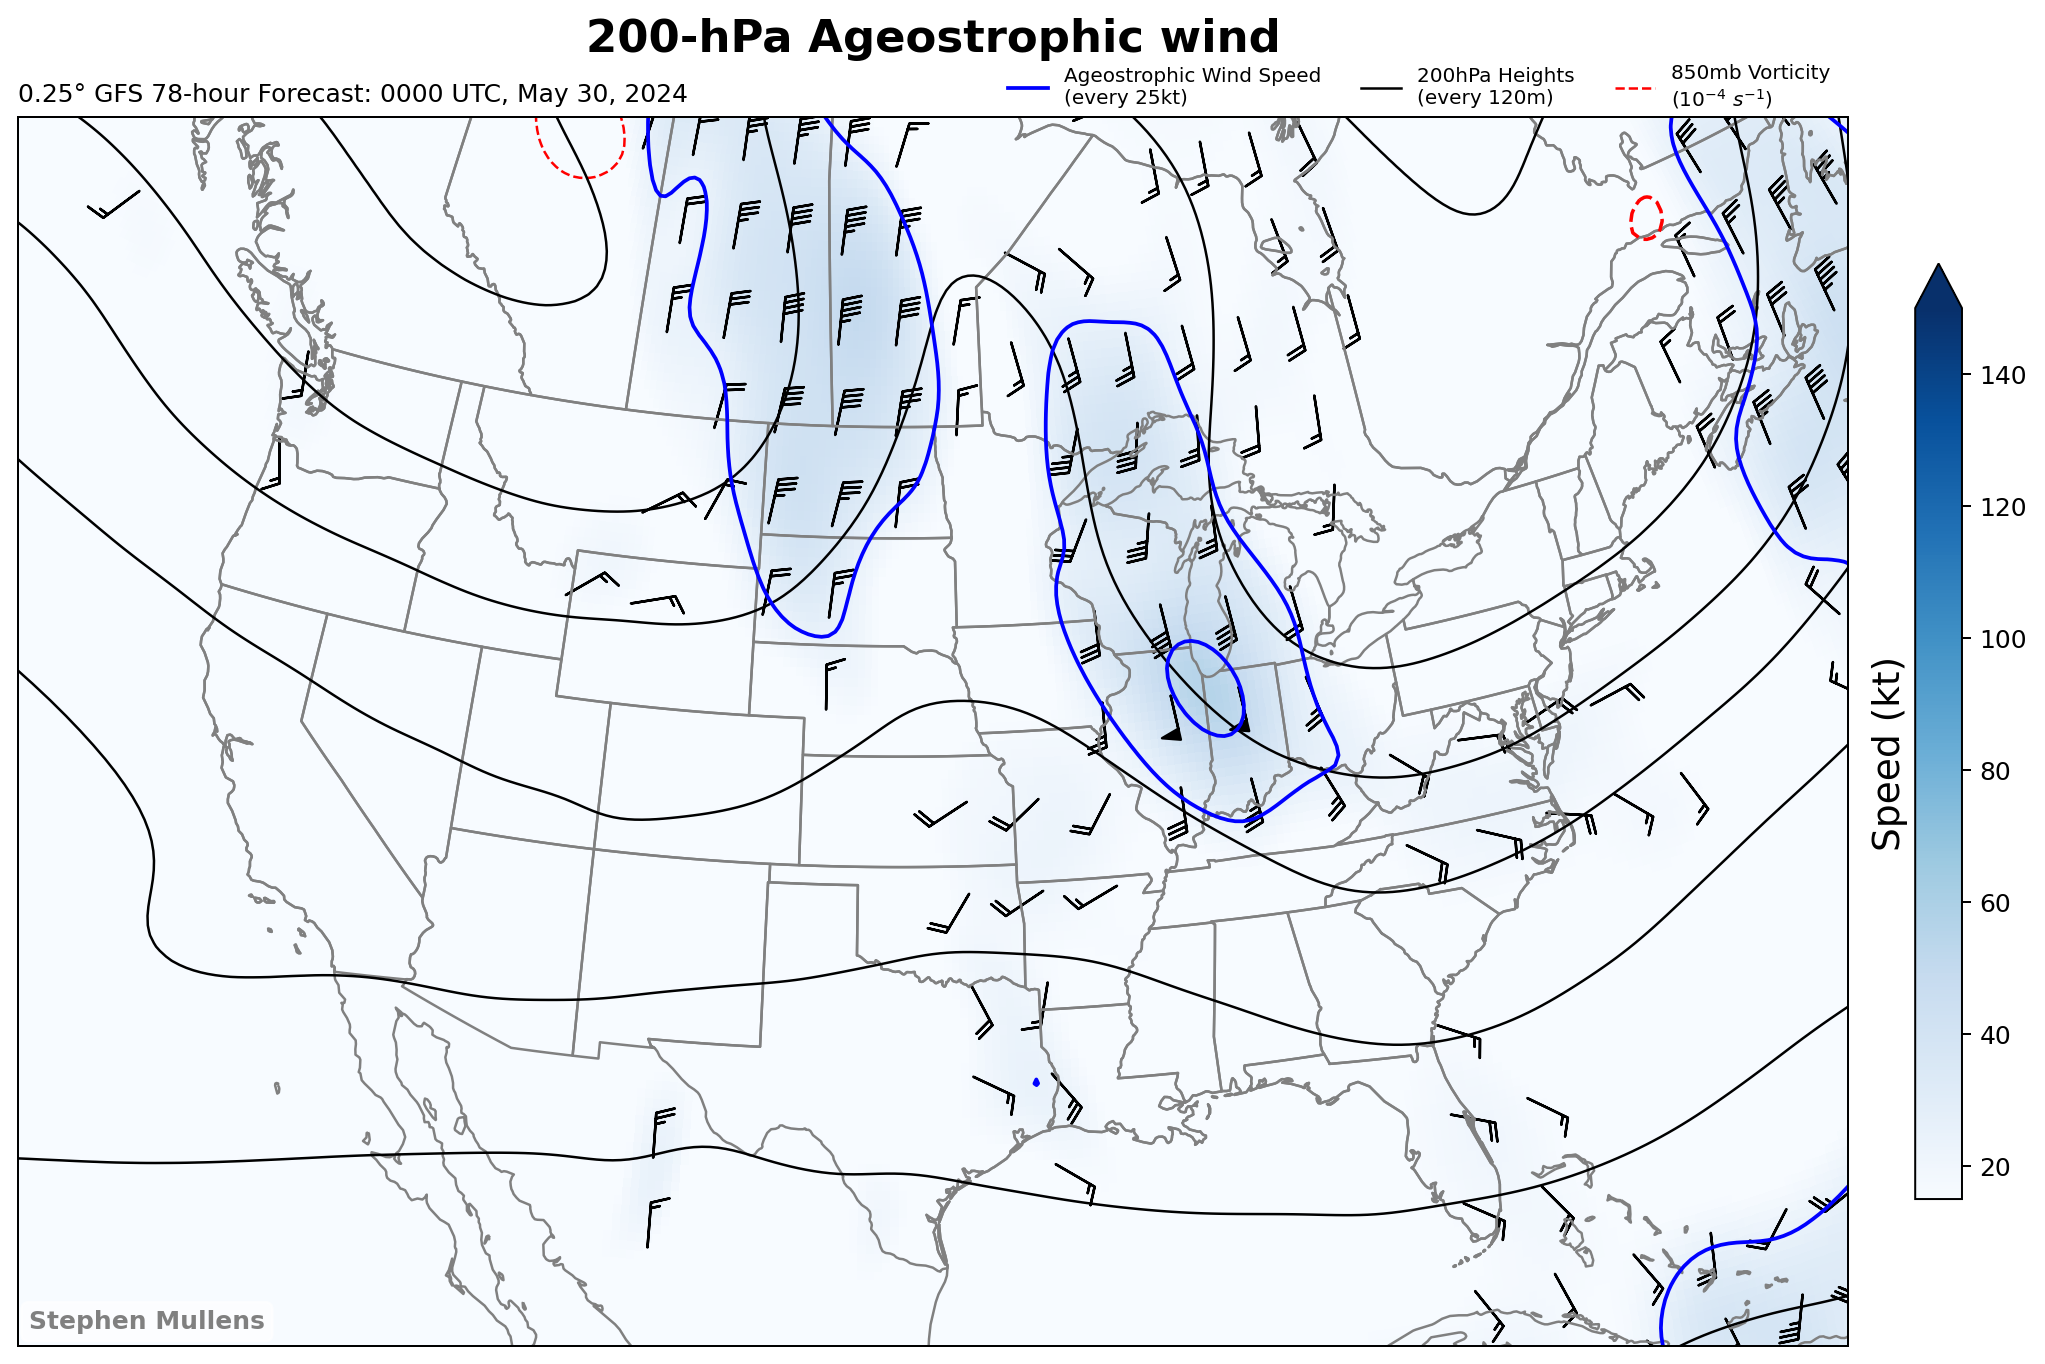 200-hPa Ageostrophic wind
0.25° GFS 78-hour Forecast: 0000 UTC, May 30, 2024
Ageostrophic Wind Speed
(every 25kt)
200hPa Heights
(every 120m)
850mb Vorticity
(10⁻⁴ s⁻¹)
140
120
100
80
60
40
20
Speed (kt)
Stephen Mullens